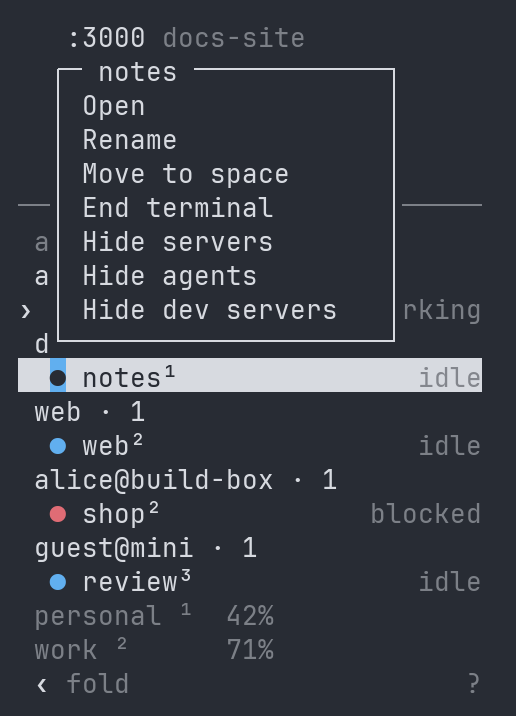 :3000 docs-site
notes
Open
Rename
Move to space
End terminal
a Hide servers
a Hide agents
› Hide dev servers rking
d
● notes¹ idle
web · 1
● web² idle
alice@build-box · 1
● shop² blocked
guest@mini · 1
● review³ idle
personal ¹ 42%
work ² 71%
‹ fold ?